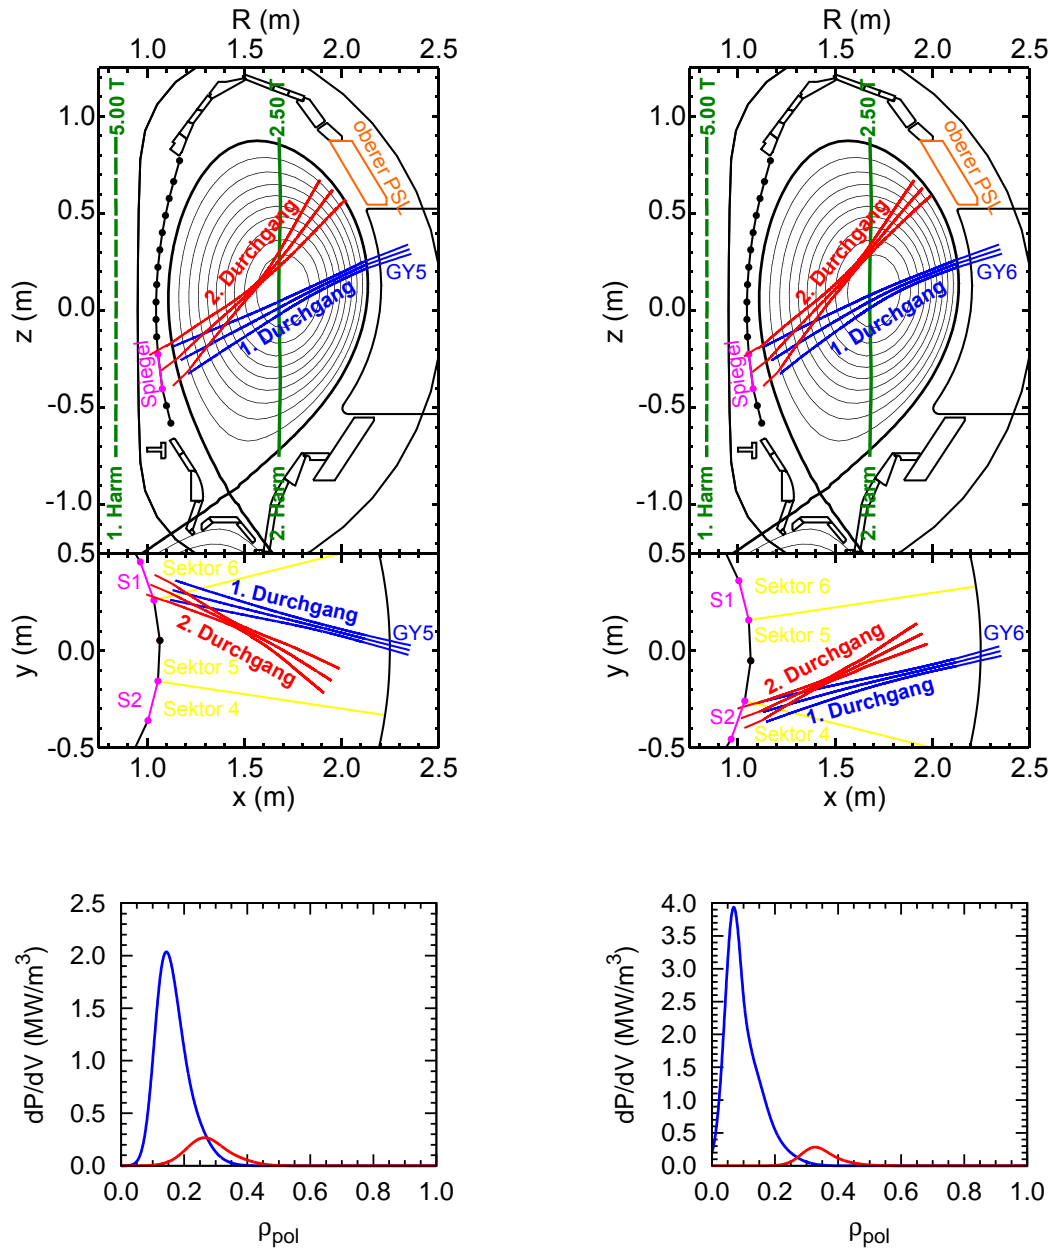 R (m)
1.0 1.5 2.0 2.5
1.0
0.5
0.0
-0.5
-1.0
z (m)
5.00 T
1. Harm
2.50 T
2. Harm
oberer PSL
2. Durchgang
1. Durchgang
GY5
Spiegel
0.5
0.0
-0.5
y (m)
S1
S2
Sektor 6
Sektor 5
Sektor 4
1. Durchgang
2. Durchgang
GY5
1.0 1.5 2.0 2.5
x (m)
R (m)
1.0 1.5 2.0 2.5
1.0
0.5
0.0
-0.5
-1.0
z (m)
5.00 T
1. Harm
2.50 T
2. Harm
oberer PSL
2. Durchgang
1. Durchgang
GY6
Spiegel
0.5
0.0
-0.5
y (m)
S1
S2
Sektor 6
Sektor 5
Sektor 4
2. Durchgang
1. Durchgang
GY6
1.0 1.5 2.0 2.5
x (m)
2.5
2.0
1.5
1.0
0.5
0.0
dP/dV (MW/m³)
0.0 0.2 0.4 0.6 0.8 1.0
ρpol
4.0
3.5
3.0
2.5
2.0
1.5
1.0
0.5
0.0
dP/dV (MW/m³)
0.0 0.2 0.4 0.6 0.8 1.0
ρpol